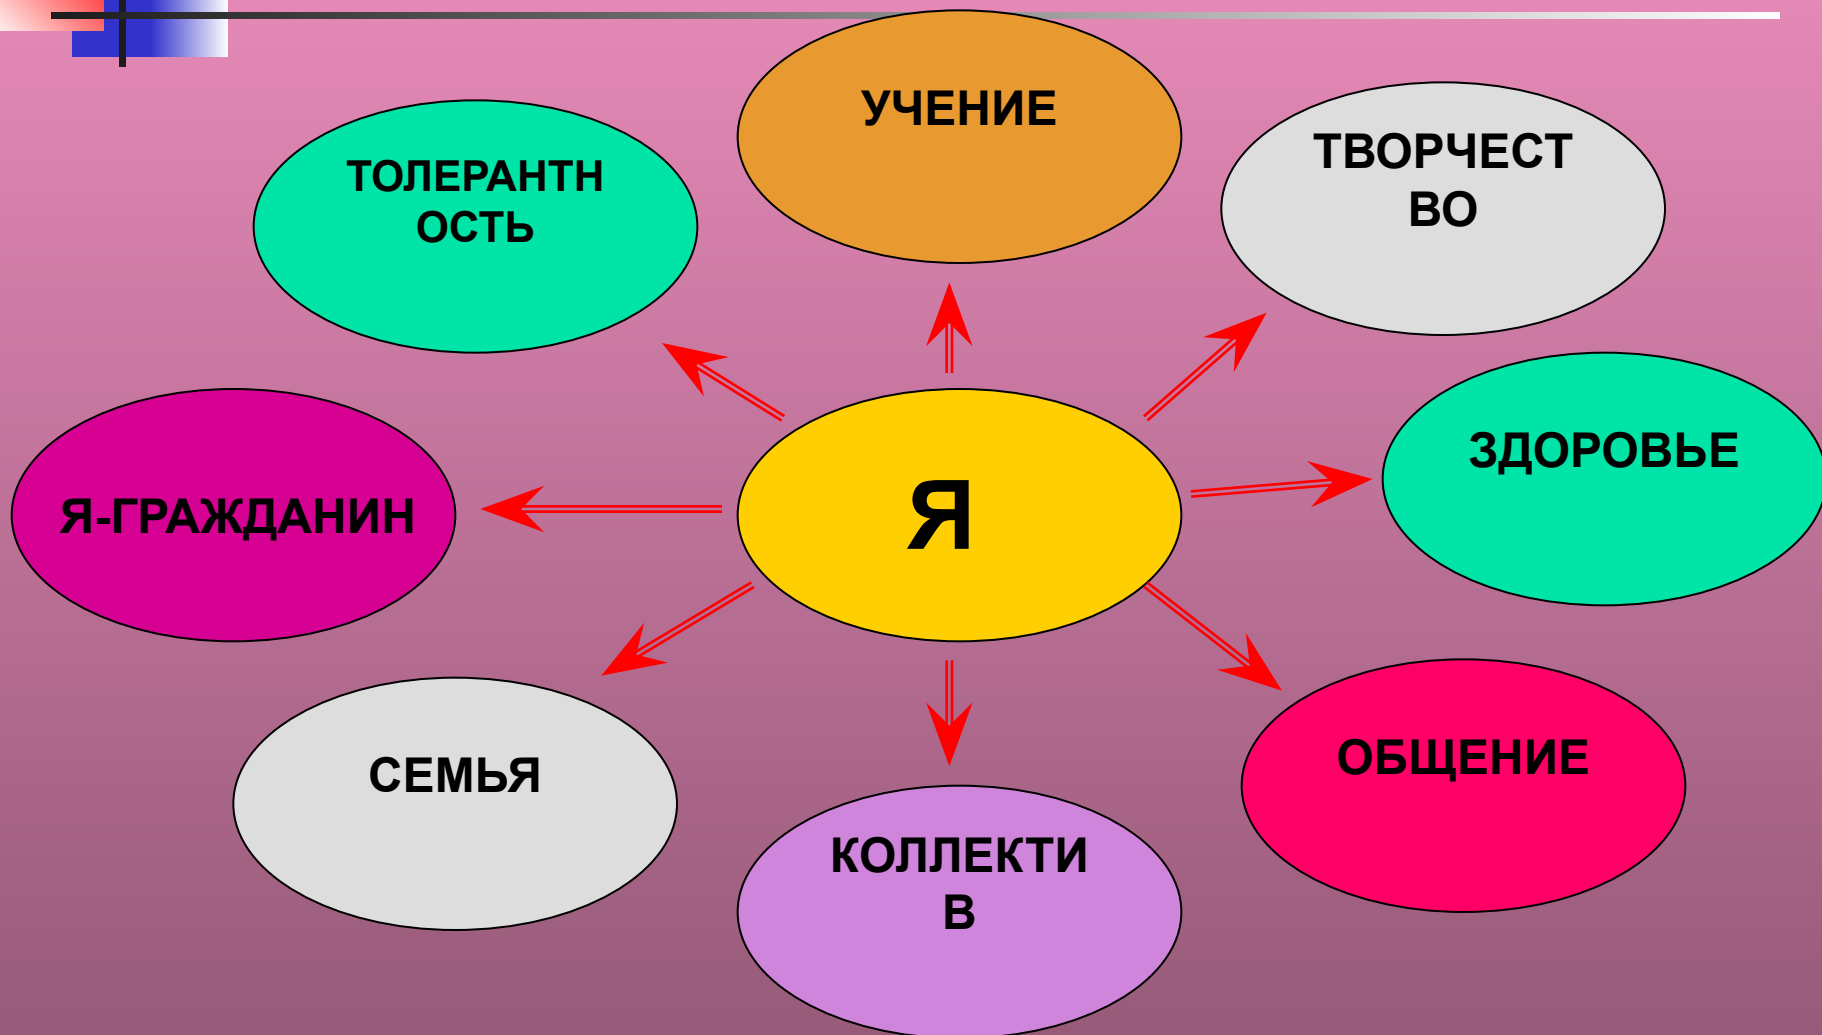 УЧЕНИЕ
ТВОРЧЕСТ
ВО
ТОЛЕРАНТН
ОСТЬ
ЗДОРОВЬЕ
Я-ГРАЖДАНИН
Я
СЕМЬЯ
ОБЩЕНИЕ
КОЛЛЕКТИ
В